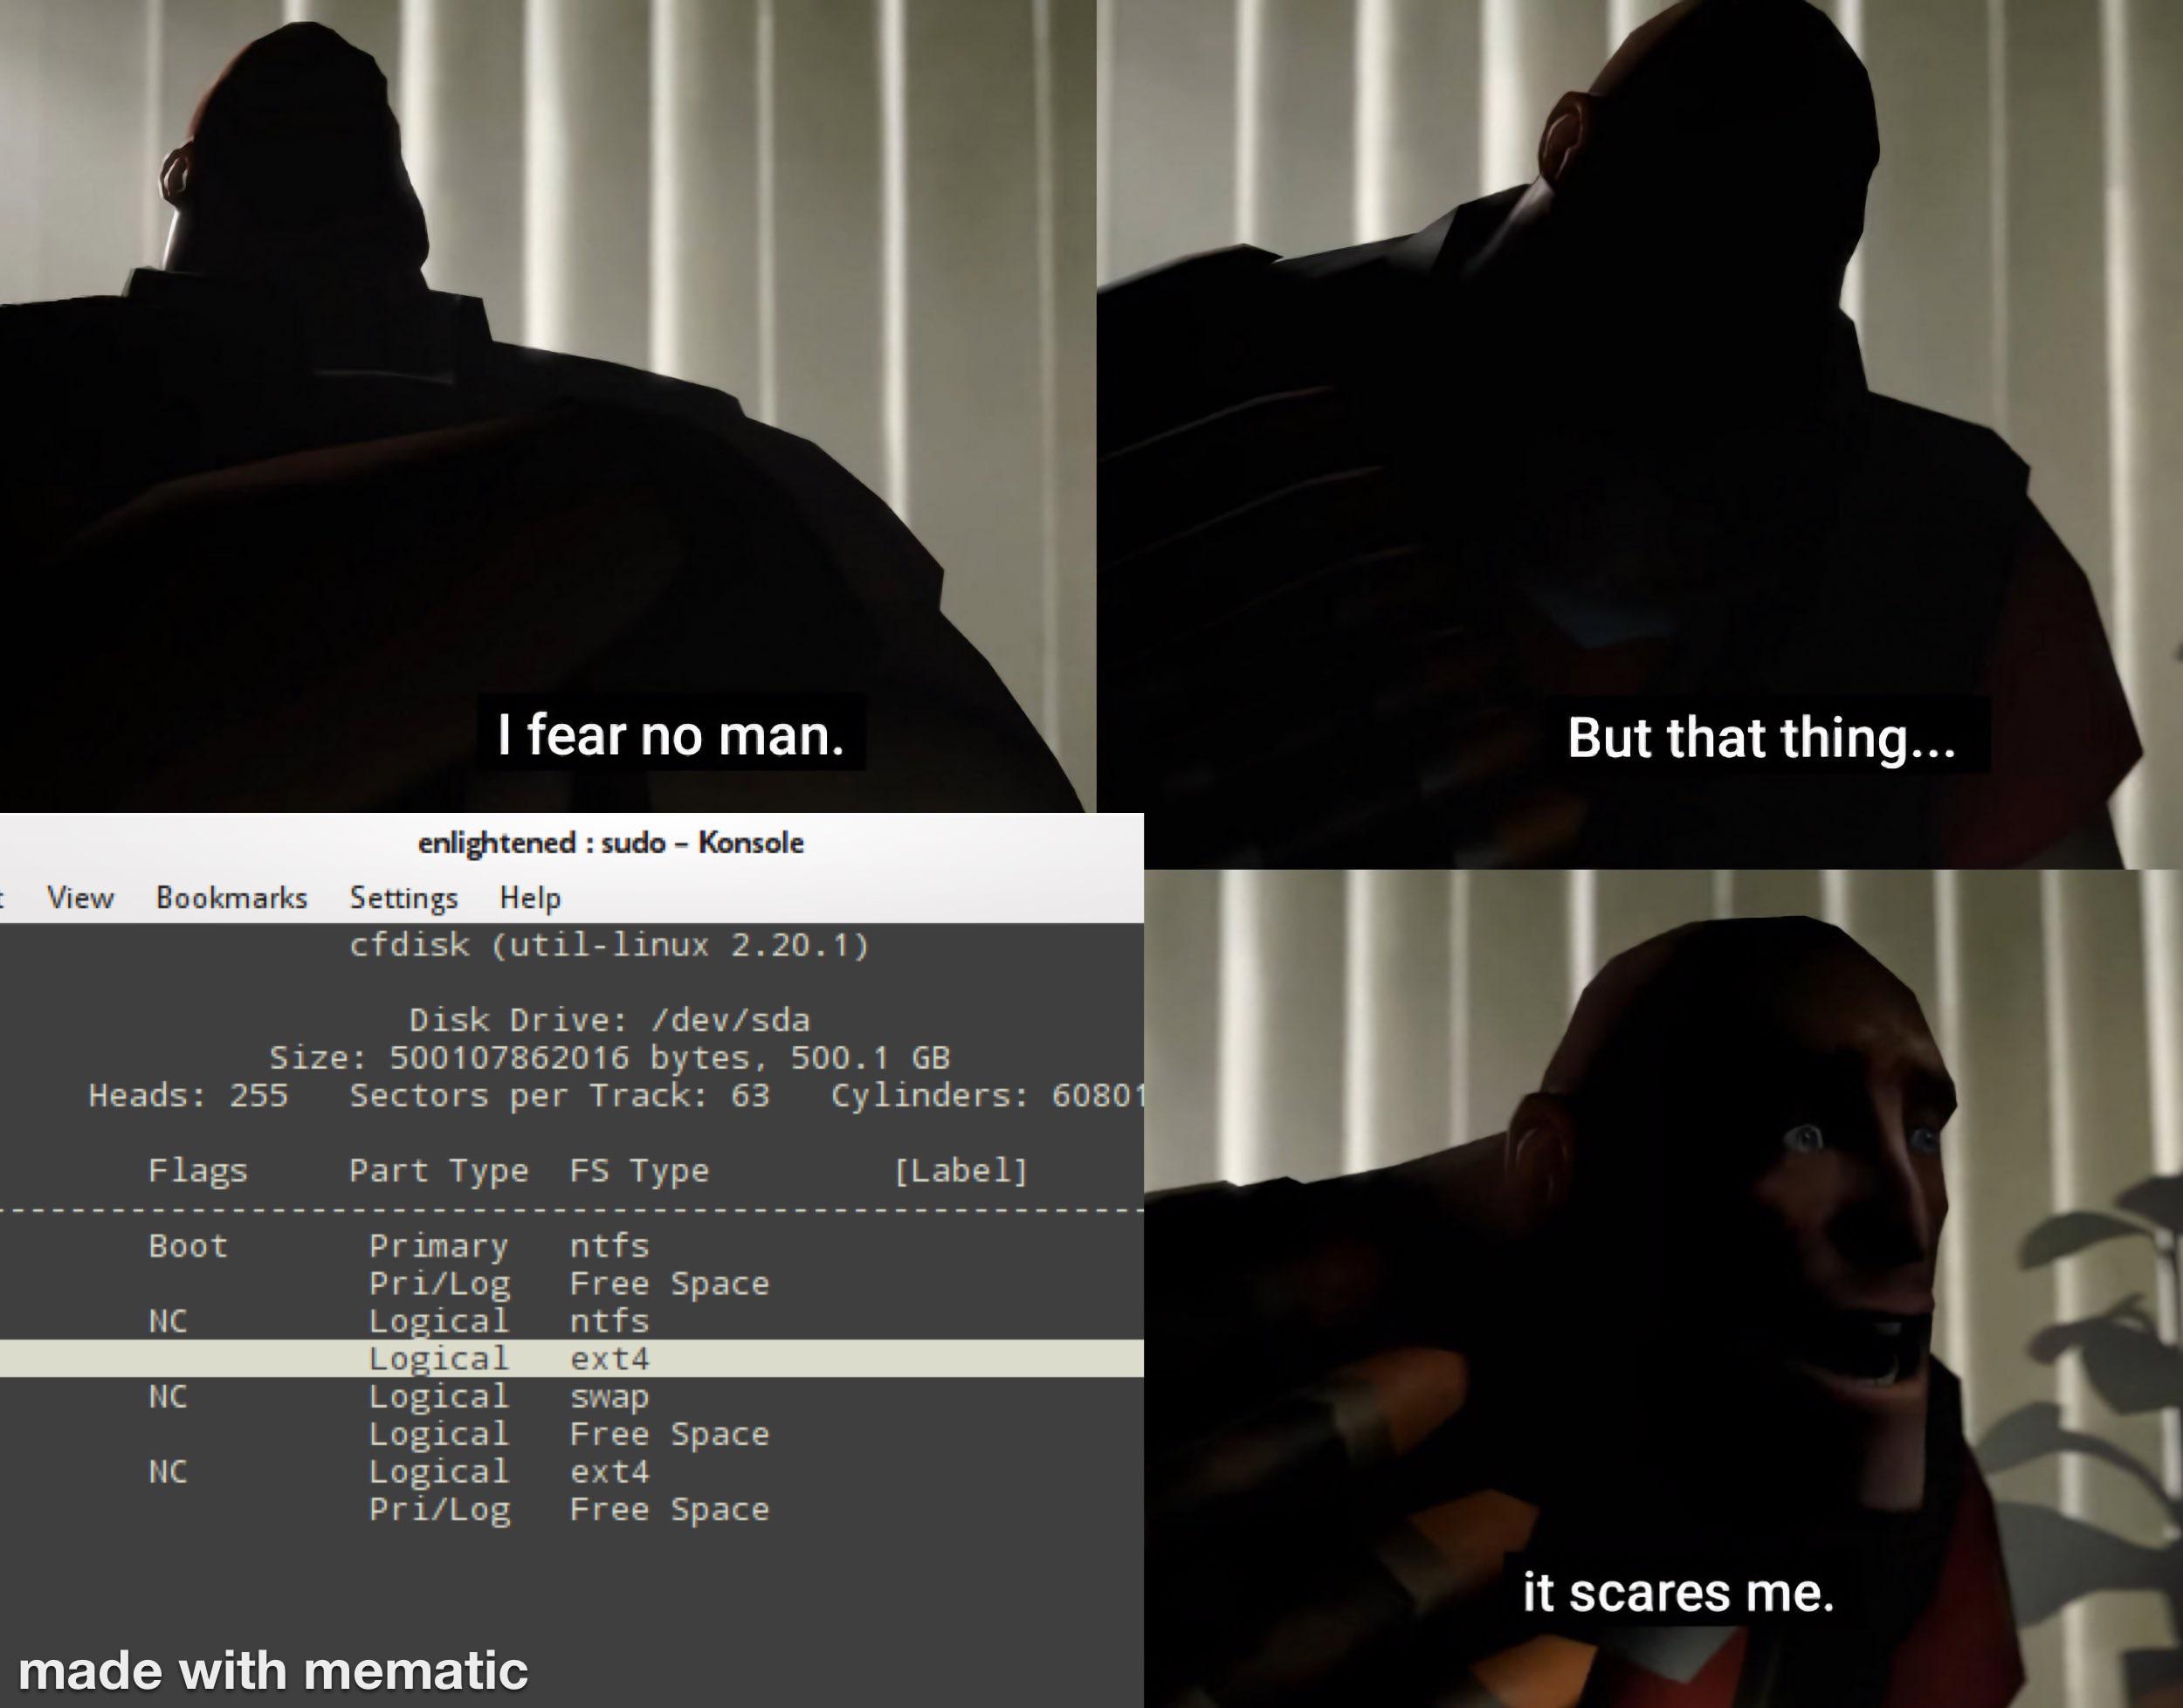 I fear no man.
But that thing...
enlightened : sudo – Konsole
View Bookmarks Settings Help
cfdisk (util-linux 2.20.1)
Disk Drive: /dev/sda
Size: 500107862016 bytes, 500.1 GB
Heads: 255 Sectors per Track: 63 Cylinders: 60801
Flags Part Type FS Type [Label]
Boot Primary ntfs
Pri/Log Free Space
NC Logical ntfs
Logical ext4
NC Logical swap
Logical Free Space
NC Logical ext4
Pri/Log Free Space
it scares me.
made with mematic